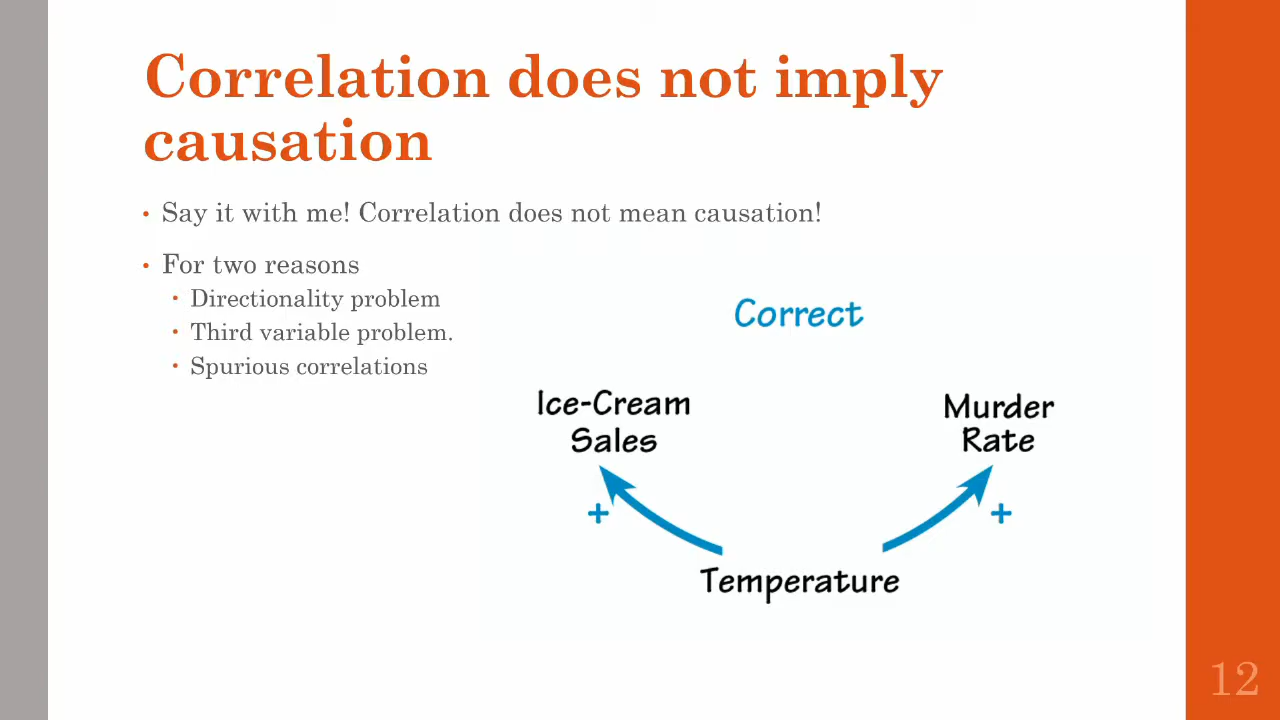 Correlation does not imply
causation
• Say it with me! Correlation does not mean causation!
• For two reasons
• Directionality problem
• Third variable problem.
• Spurious correlations
Correct
Ice-Cream
Sales
Murder
Rate
+
+
Temperature
12